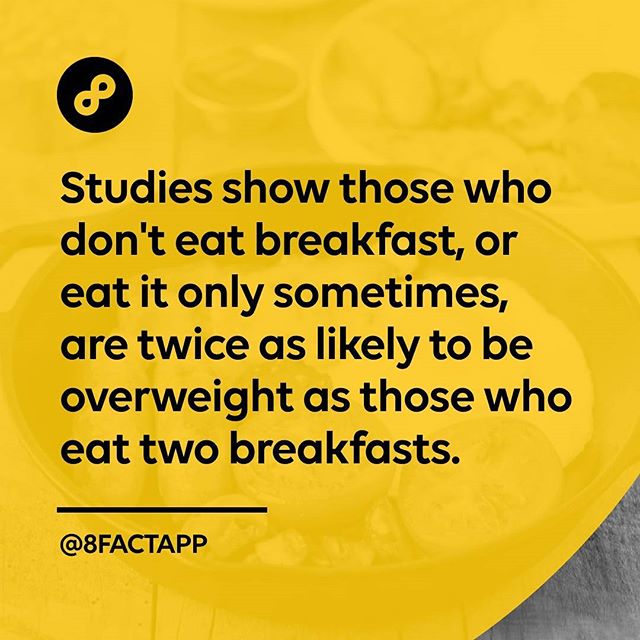 Studies show those who
don't eat breakfast, or
eat it only sometimes,
are twice as likely to be
overweight as those who
eat two breakfasts.
@8FACTAPP